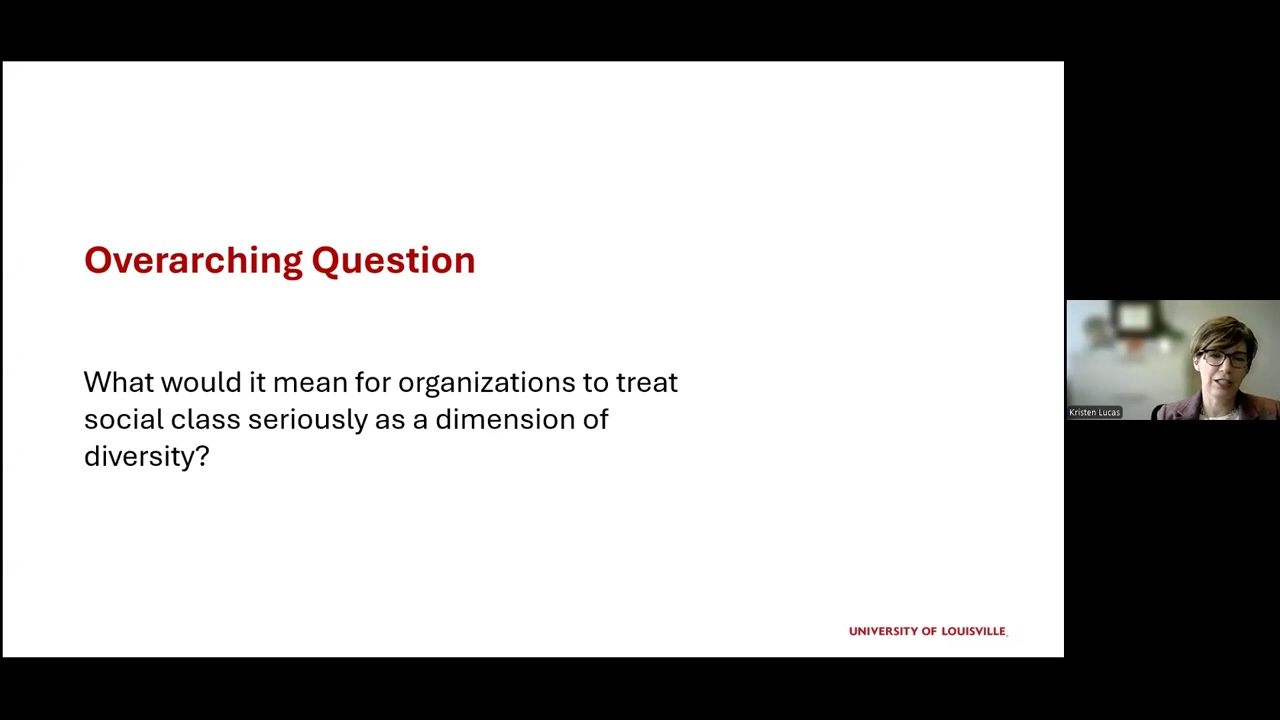 Overarching Question
What would it mean for organizations to treat
social class seriously as a dimension of
diversity?
Kristen Lucas
UNIVERSITY OF LOUISVILLE.